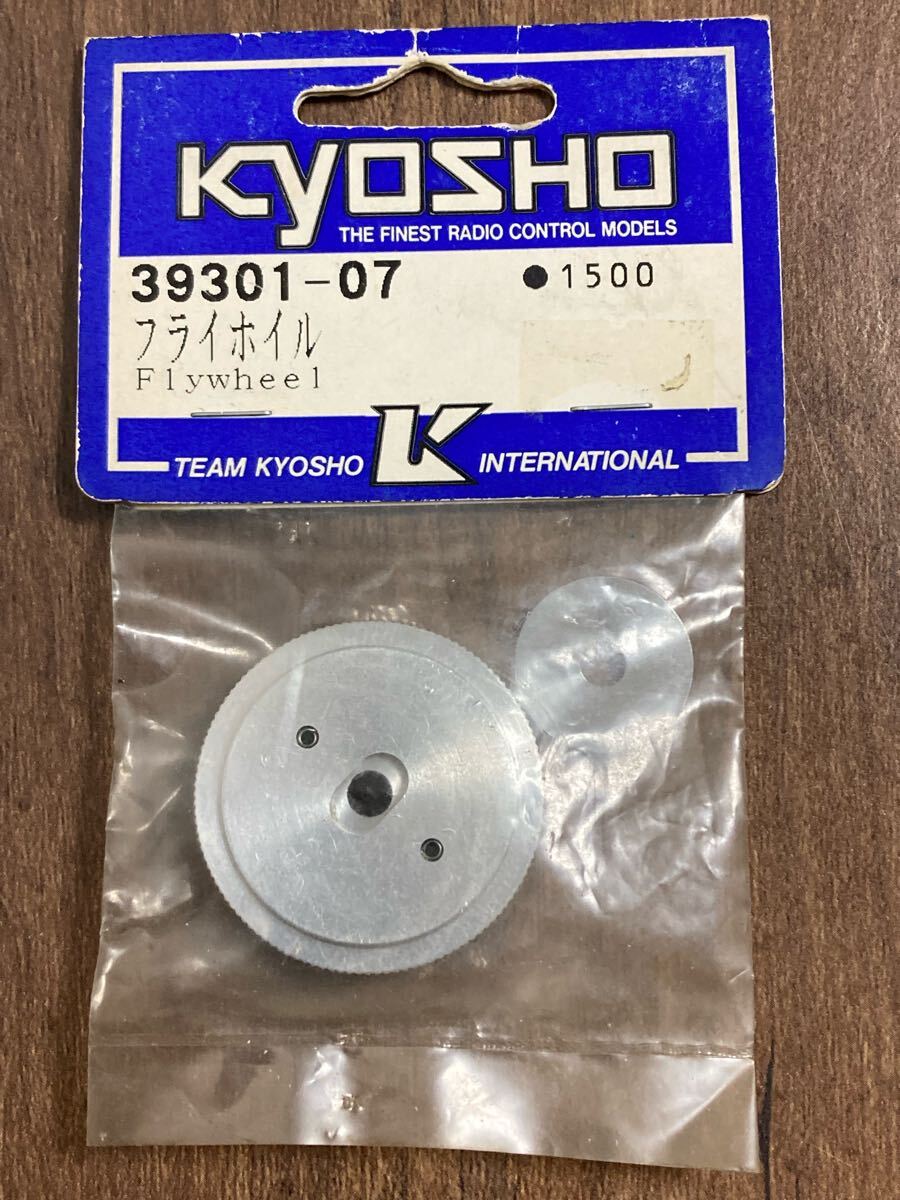 KYOSHO
THE FINEST RADIO CONTROL MODELS
39301-07 ●1500
フライホイル
Flywheel
TEAM KYOSHO K INTERNATIONAL